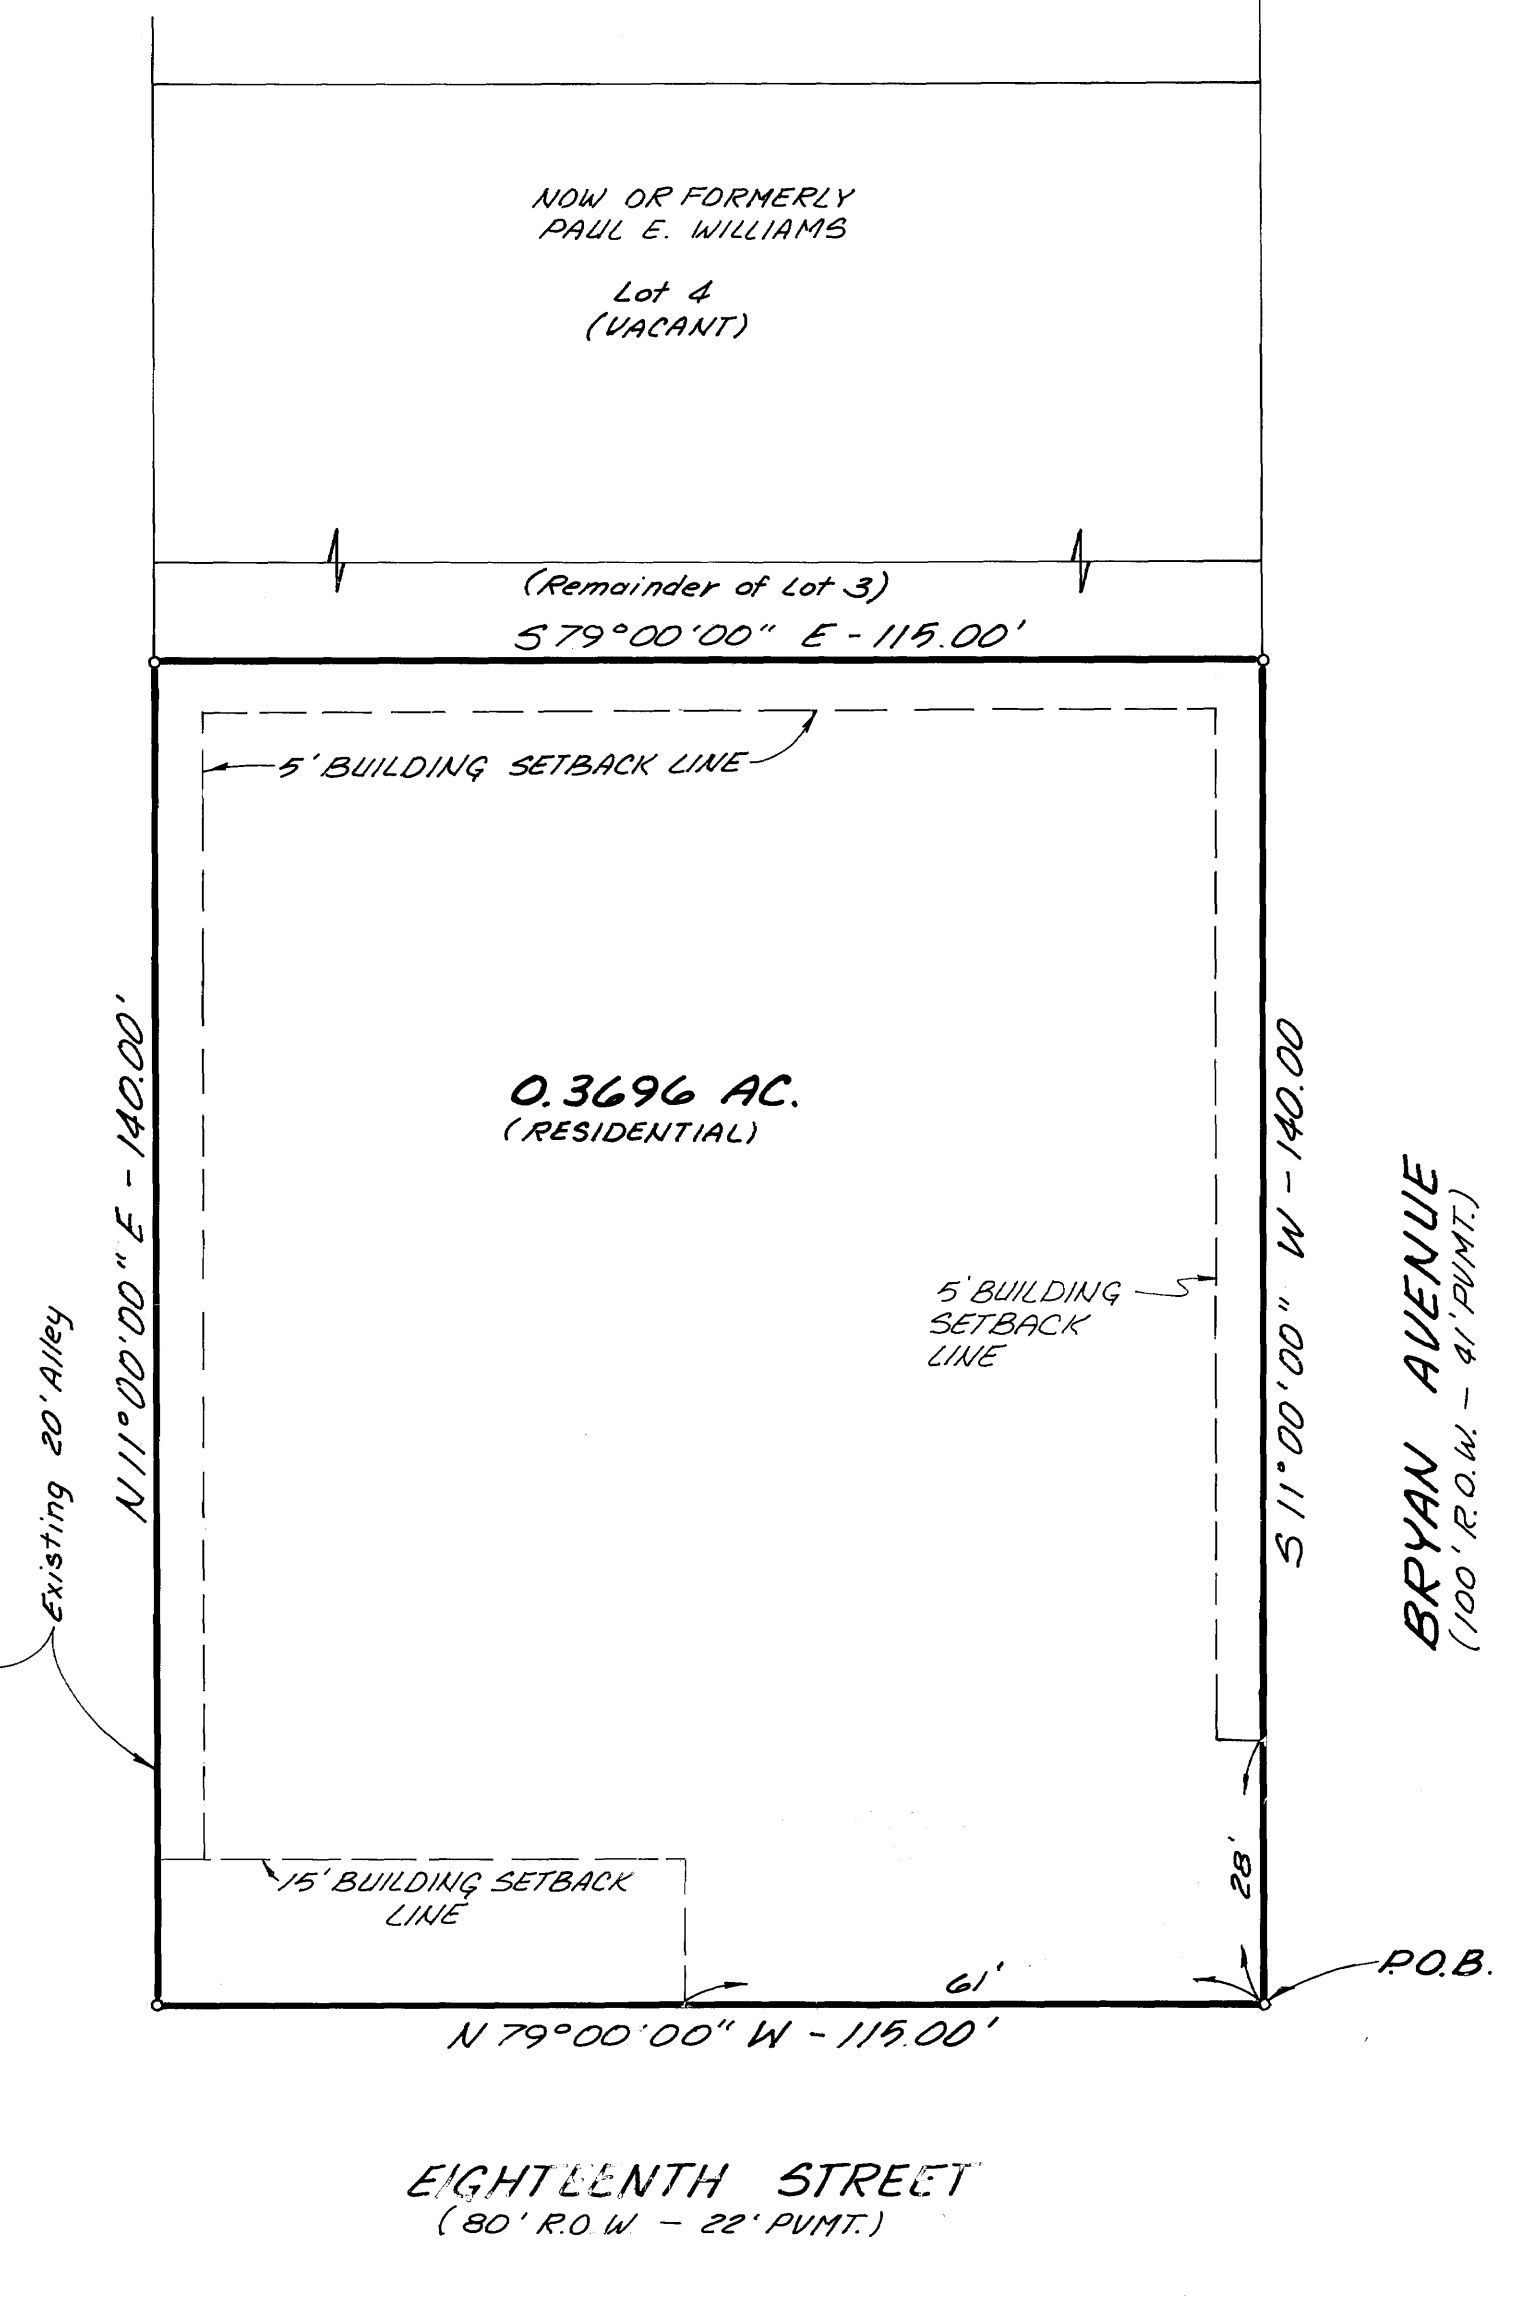 NOW OR FORMERLY
PAUL E. WILLIAMS
Lot 4
(VACANT)
(Remainder of Lot 3)
S 79°00'00" E - 115.00'
5' BUILDING SETBACK LINE
N 11°00'00" E - 140.00'
0.3696 AC.
(RESIDENTIAL)
S 11°00'00" W - 140.00
5' BUILDING
SETBACK
LINE
BRYAN AVENUE
(100' R.O.W. - 41' PVMT.)
Existing 20' Alley
15' BUILDING SETBACK
LINE
28'
61'
P.O.B.
N 79°00'00" W - 115.00'
EIGHTEENTH STREET
(80' R.O.W - 22' PVMT.)